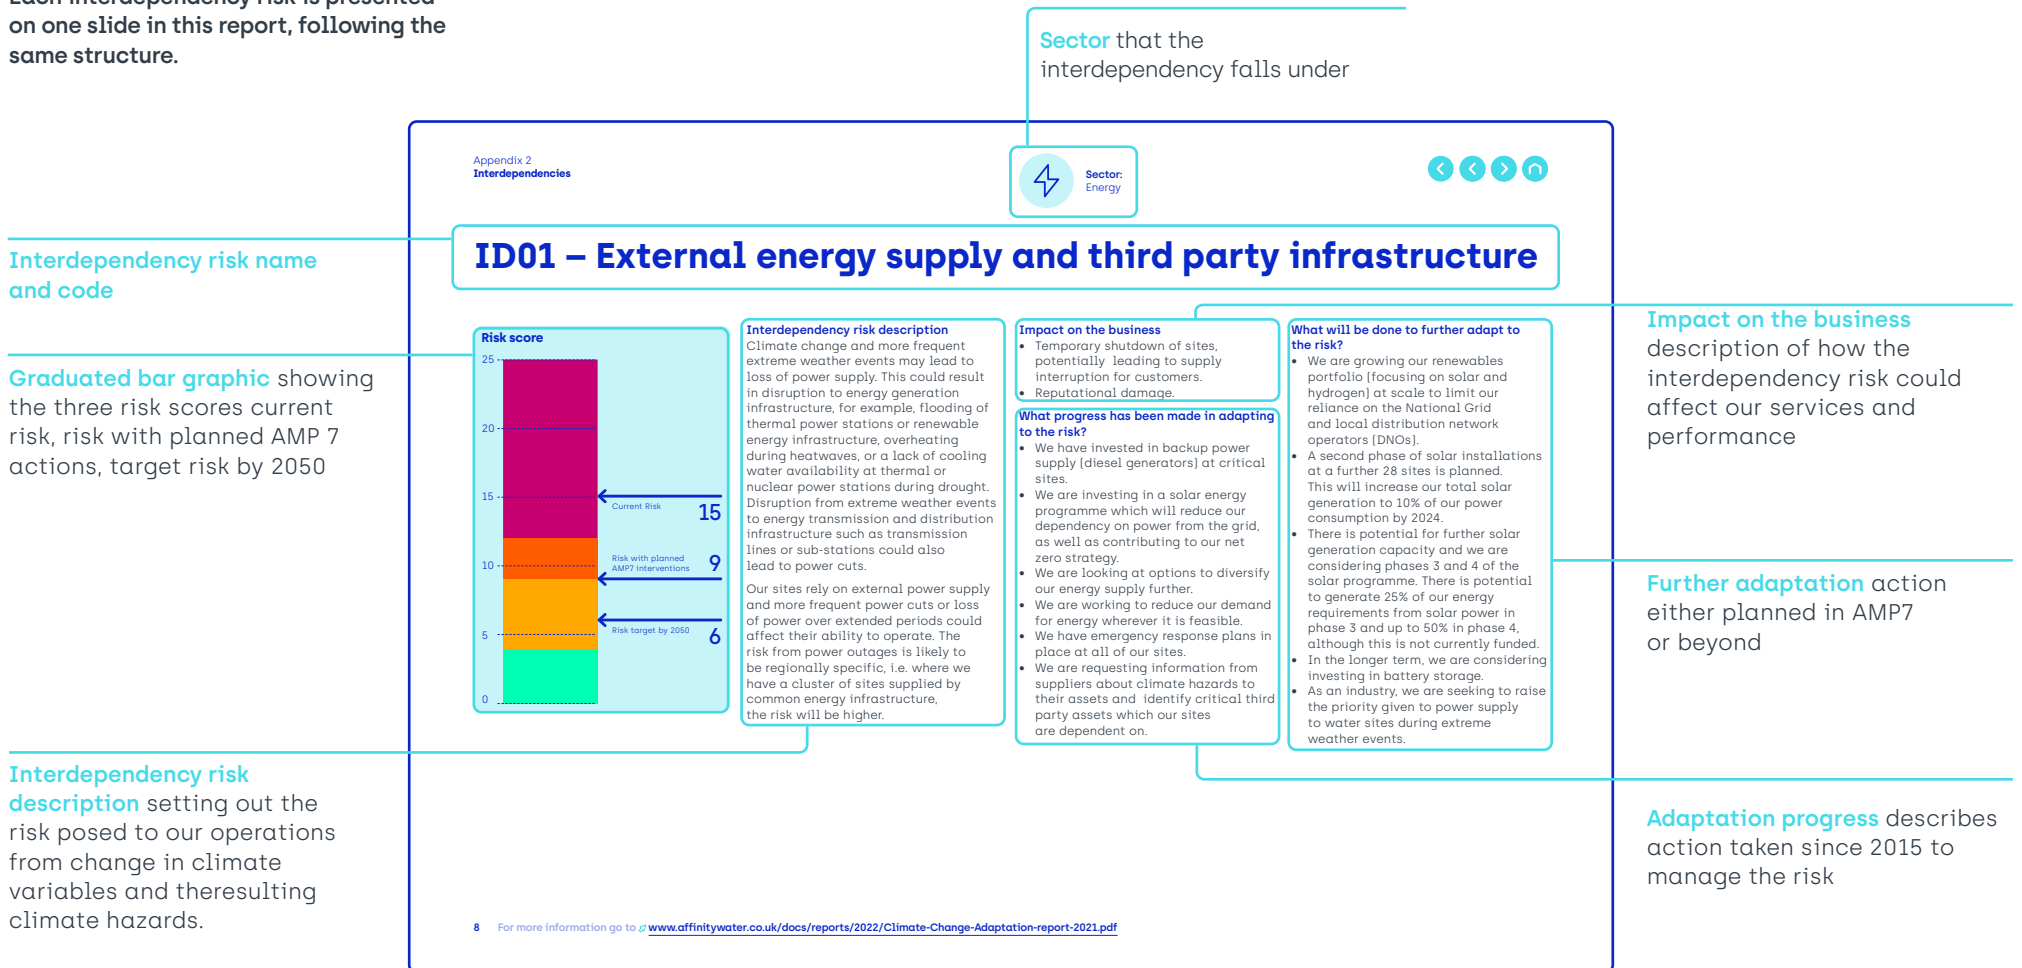 Each interdependency risk is presented
on one slide in this report, following the
same structure.
Sector that the
interdependency falls under
Appendix 2
Interdependencies
Sector:
Energy
ID01 – External energy supply and third party infrastructure
Interdependency risk name
and code
Graduated bar graphic showing
the three risk scores current
risk, risk with planned AMP 7
actions, target risk by 2050
Interdependency risk
description setting out the
risk posed to our operations
from change in climate
variables and theresulting
climate hazards.
Risk score
25
20
15
10
5
0
Current Risk
15
Risk with planned
AMP7 interventions
9
Risk target by 2050
6
Interdependency risk description
Climate change and more frequent
extreme weather events may lead to
loss of power supply. This could result
in disruption to energy generation
infrastructure, for example, flooding of
thermal power stations or renewable
energy infrastructure, overheating
during heatwaves, or a lack of cooling
water availability at thermal or
nuclear power stations during drought.
Disruption from extreme weather events
to energy transmission and distribution
infrastructure such as transmission
lines or sub-stations could also
lead to power cuts.
Our sites rely on external power supply
and more frequent power cuts or loss
of power over extended periods could
affect their ability to operate. The
risk from power outages is likely to
be regionally specific, i.e. where we
have a cluster of sites supplied by
common energy infrastructure,
the risk will be higher.
Impact on the business
• Temporary shutdown of sites,
potentially leading to supply
interruption for customers.
• Reputational damage.
What progress has been made in adapting
to the risk?
• We have invested in backup power
supply (diesel generators) at critical
sites.
• We are investing in a solar energy
programme which will reduce our
dependency on power from the grid,
as well as contributing to our net
zero strategy.
• We are looking at options to diversify
our energy supply further.
• We are working to reduce our demand
for energy wherever it is feasible.
• We have emergency response plans in
place at all of our sites.
• We are requesting information from
suppliers about climate hazards to
their assets and identify critical third
party assets which our sites
are dependent on.
What will be done to further adapt to
the risk?
• We are growing our renewables
portfolio (focusing on solar and
hydrogen) at scale to limit our
reliance on the National Grid
and local distribution network
operators (DNOs).
• A second phase of solar installations
at a further 28 sites is planned.
This will increase our total solar
generation to 10% of our power
consumption by 2024.
• There is potential for further solar
generation capacity and we are
considering phases 3 and 4 of the
solar programme. There is potential
to generate 25% of our energy
requirements from solar power in
phase 3 and up to 50% in phase 4,
although this is not currently funded.
• In the longer term, we are considering
investing in battery storage.
• As an industry, we are seeking to raise
the priority given to power supply
to water sites during extreme
weather events.
Impact on the business
description of how the
interdependency risk could
affect our services and
performance
Further adaptation action
either planned in AMP7
or beyond
Adaptation progress describes
action taken since 2015 to
manage the risk
8 For more information go to www.affinitywater.co.uk/docs/reports/2022/Climate-Change-Adaptation-report-2021.pdf